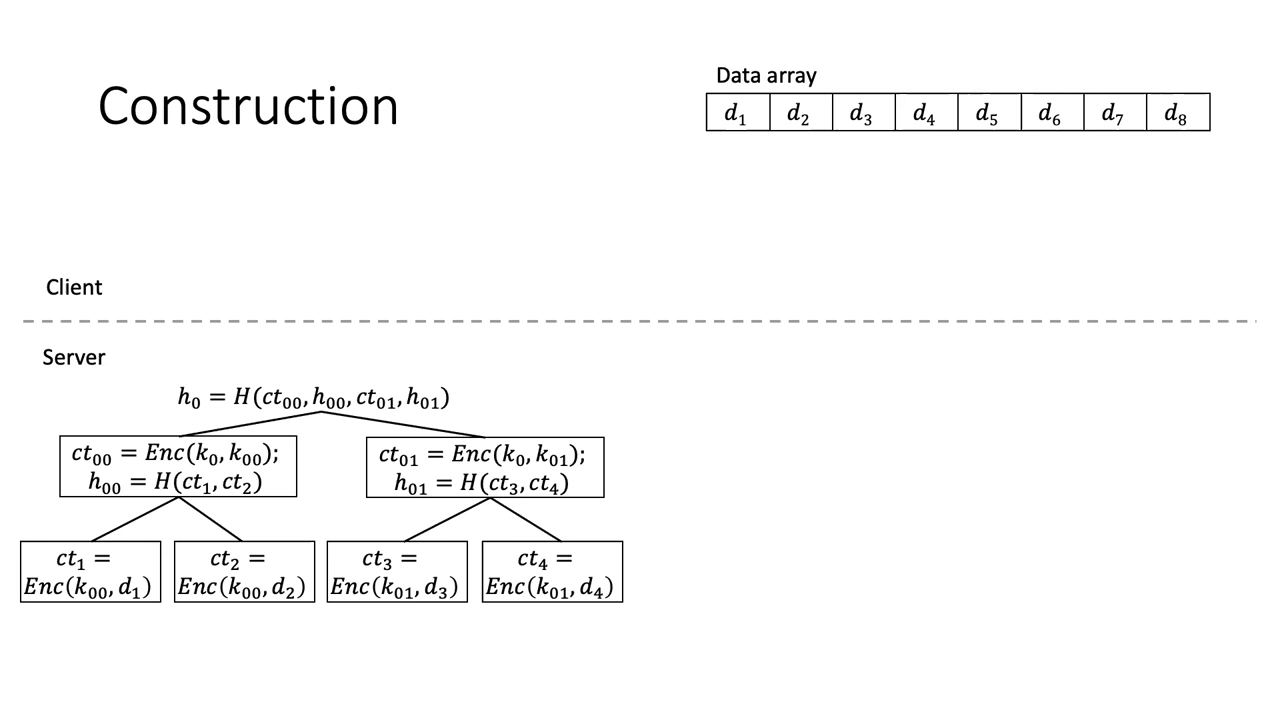 Construction
Data array
d₁ d₂ d₃ d₄ d₅ d₆ d₇ d₈
Client
Server
h₀ = H(ct₀₀, h₀₀, ct₀₁, h₀₁)
ct₀₀ = Enc(k₀, k₀₀);
h₀₀ = H(ct₁, ct₂)
ct₀₁ = Enc(k₀, k₀₁);
h₀₁ = H(ct₃, ct₄)
ct₁ =
Enc(k₀₀, d₁)
ct₂ =
Enc(k₀₀, d₂)
ct₃ =
Enc(k₀₁, d₃)
ct₄ =
Enc(k₀₁, d₄)